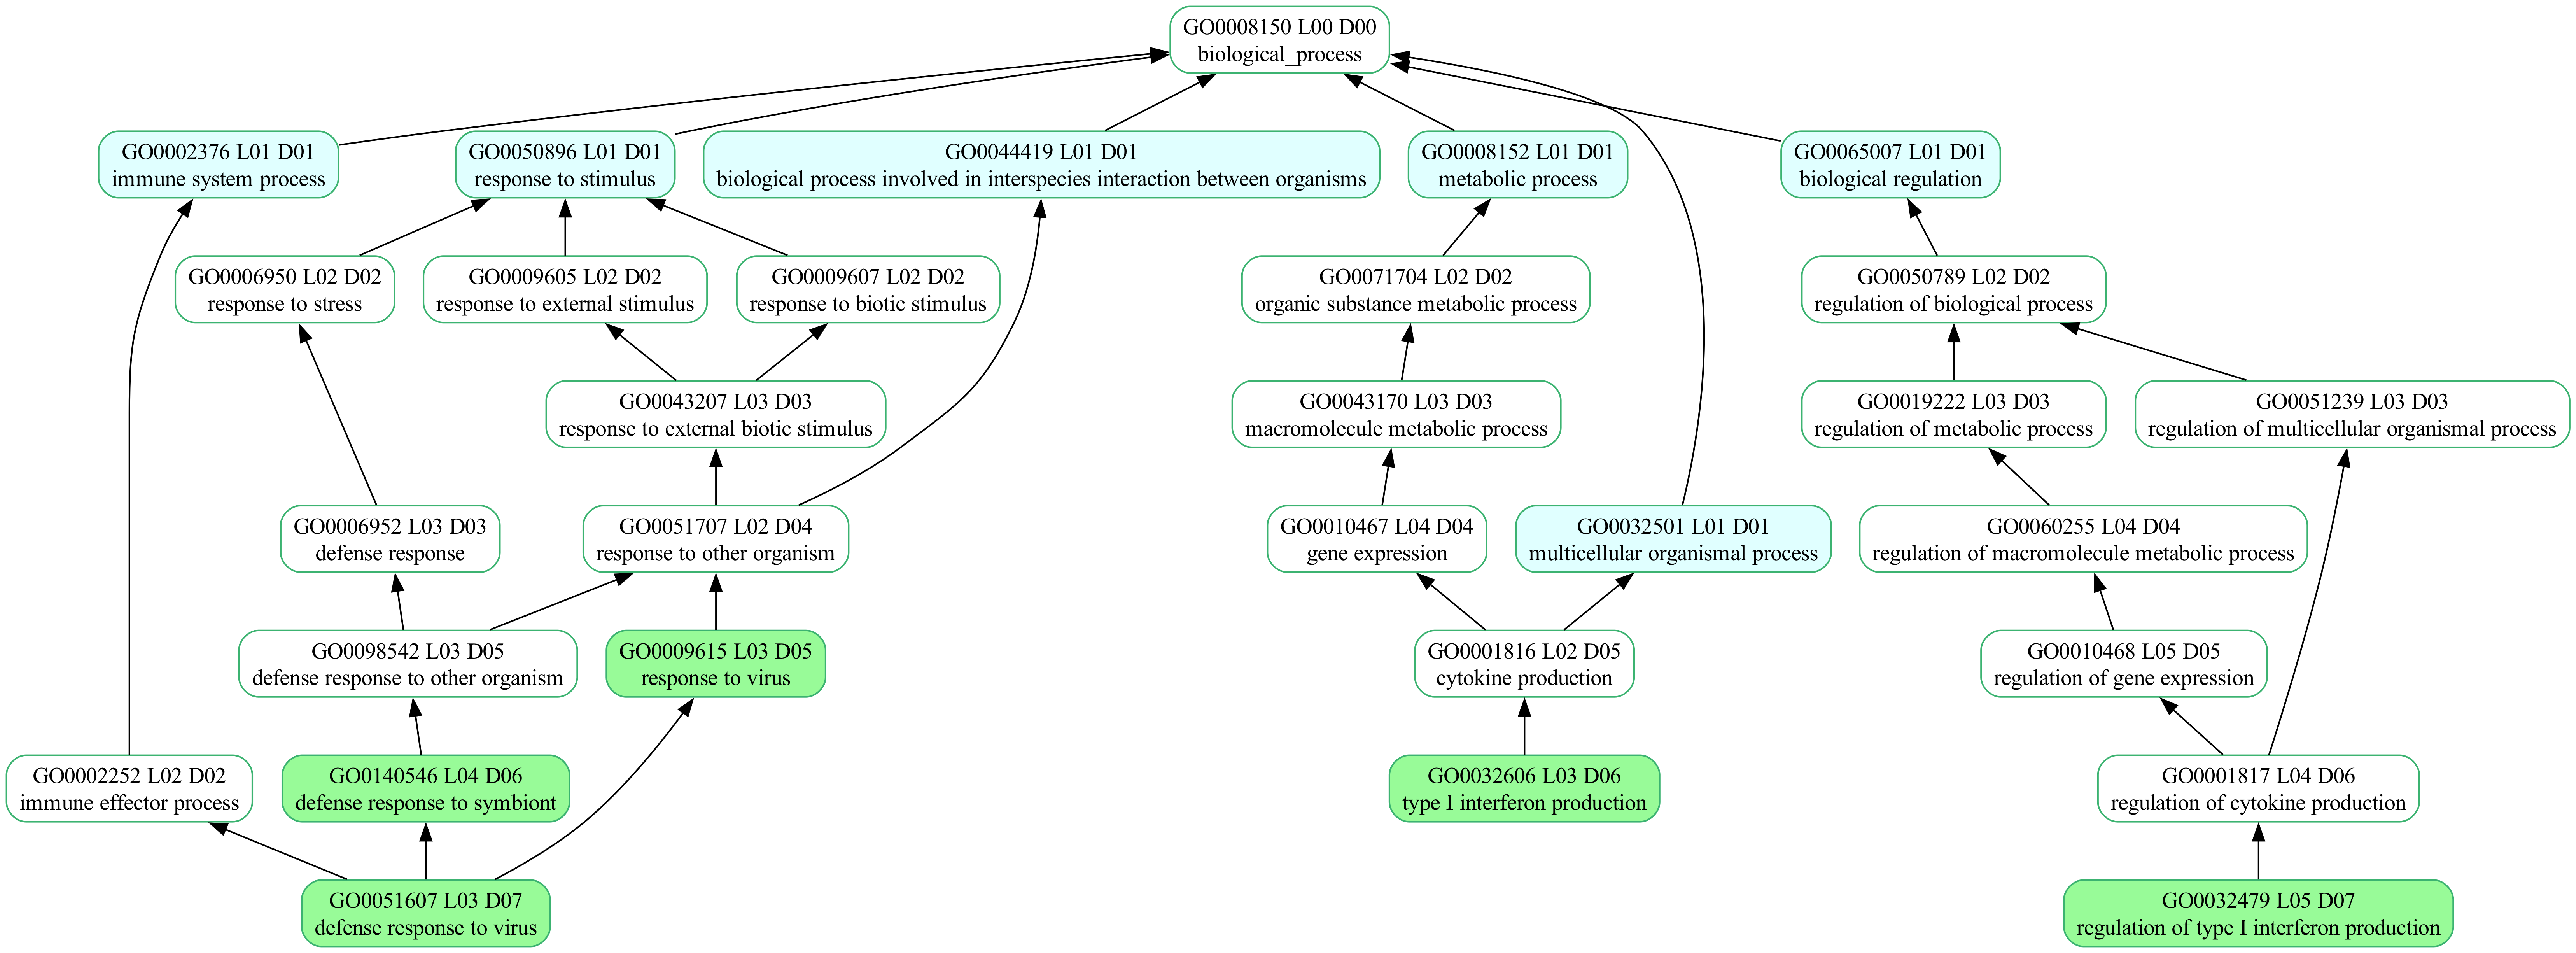 GO0008150 L00 D00
biological_process
GO0002376 L01 D01
immune system process
GO0050896 L01 D01
response to stimulus
GO0044419 L01 D01
biological process involved in interspecies interaction between organisms
GO0008152 L01 D01
metabolic process
GO0065007 L01 D01
biological regulation
GO0006950 L02 D02
response to stress
GO0009605 L02 D02
response to external stimulus
GO0009607 L02 D02
response to biotic stimulus
GO0071704 L02 D02
organic substance metabolic process
GO0050789 L02 D02
regulation of biological process
GO0043207 L03 D03
response to external biotic stimulus
GO0043170 L03 D03
macromolecule metabolic process
GO0019222 L03 D03
regulation of metabolic process
GO0051239 L03 D03
regulation of multicellular organismal process
GO0006952 L03 D03
defense response
GO0051707 L02 D04
response to other organism
GO0010467 L04 D04
gene expression
GO0032501 L01 D01
multicellular organismal process
GO0060255 L04 D04
regulation of macromolecule metabolic process
GO0098542 L03 D05
defense response to other organism
GO0009615 L03 D05
response to virus
GO0001816 L02 D05
cytokine production
GO0010468 L05 D05
regulation of gene expression
GO0002252 L02 D02
immune effector process
GO0140546 L04 D06
defense response to symbiont
GO0032606 L03 D06
type I interferon production
GO0001817 L04 D06
regulation of cytokine production
GO0051607 L03 D07
defense response to virus
GO0032479 L05 D07
regulation of type I interferon production